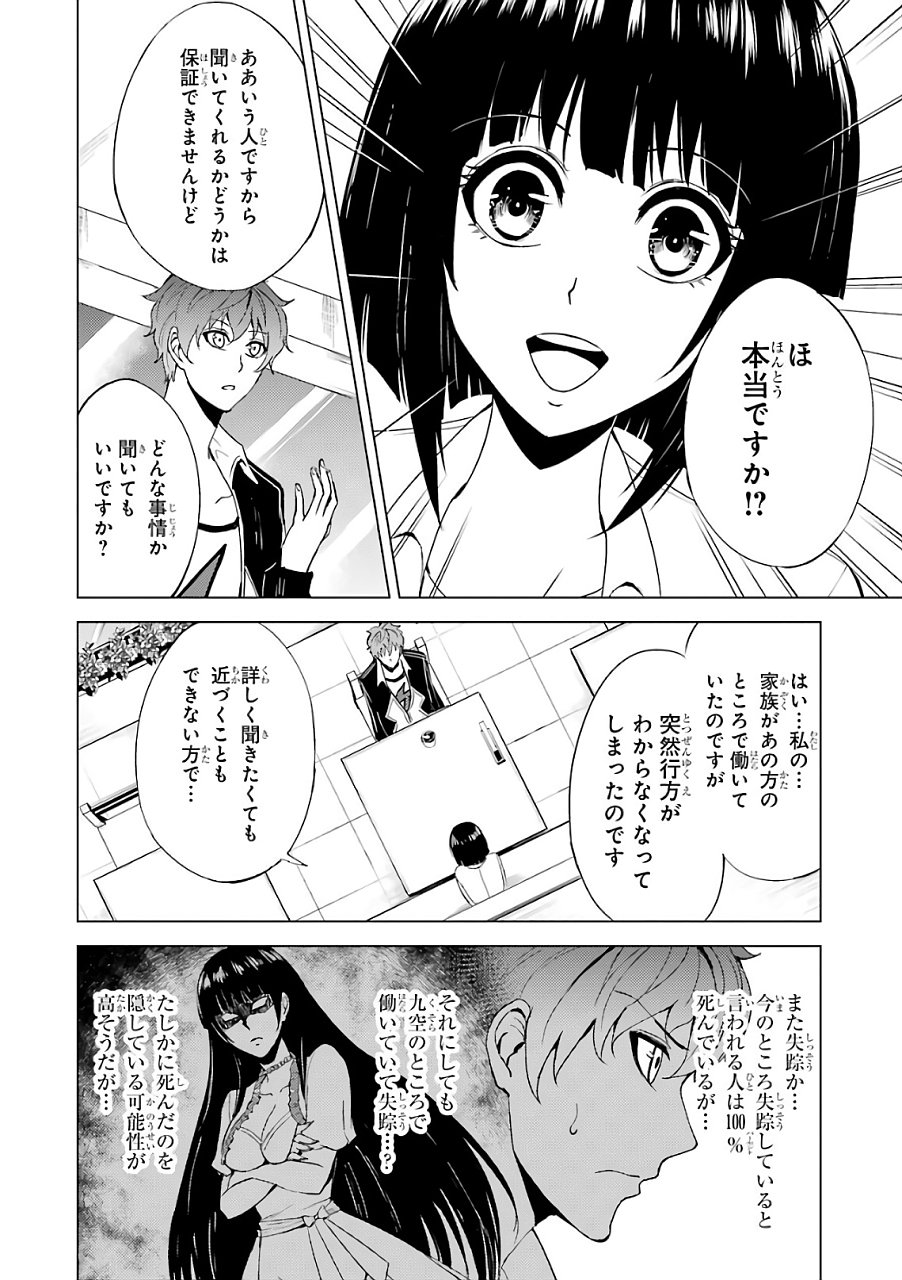 ほ
本当ですか!?
ああいう人ですから
聞いてくれるかどうかは
保証できませんけど
どんな事情か
聞いても
いいですか?
はい…私の…
家族があの方の
ところで働いて
いたのですが
突然行方が
わからなくなって
しまったのです
詳しく聞きたくても
近づくことも
できない方で…
また失踪か…
今のところ失踪していると
言われる人は100%
死んでいるが…
それにしても
九空のところで
働いていて失踪…?
たしかに死んだのを
隠している可能性が
高そうだが…